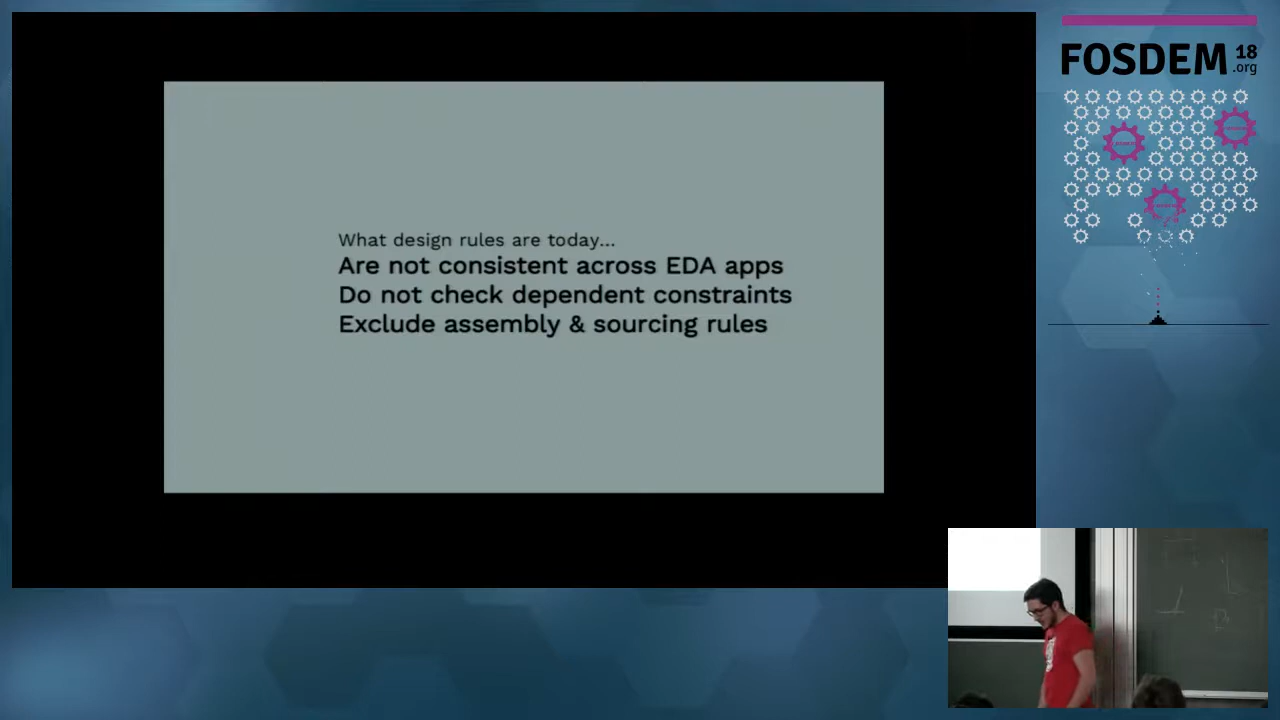 What design rules are today...
Are not consistent across EDA apps
Do not check dependent constraints
Exclude assembly & sourcing rules
FOSDEM 18
.org